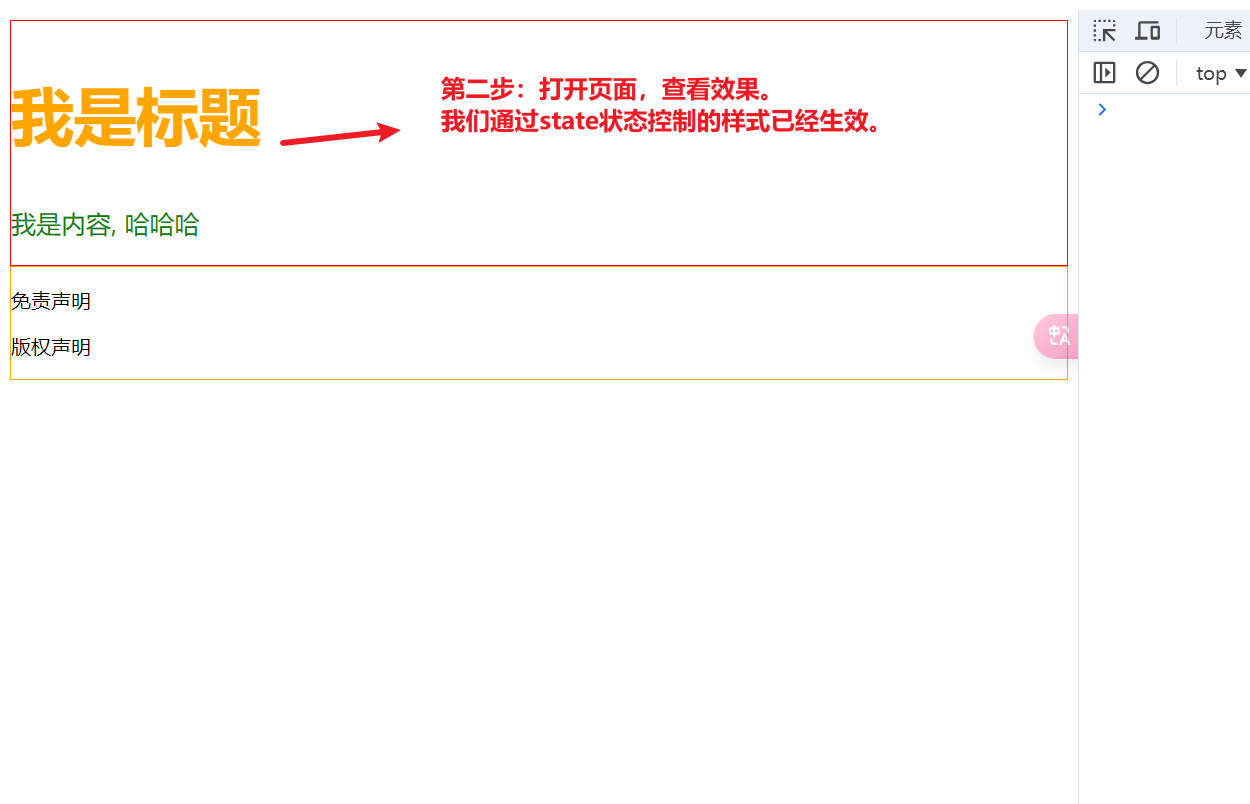 元素
top
我是标题
第二步：打开页面，查看效果。
我们通过state状态控制的样式已经生效。
我是内容, 哈哈哈
免责声明
版权声明
中
A